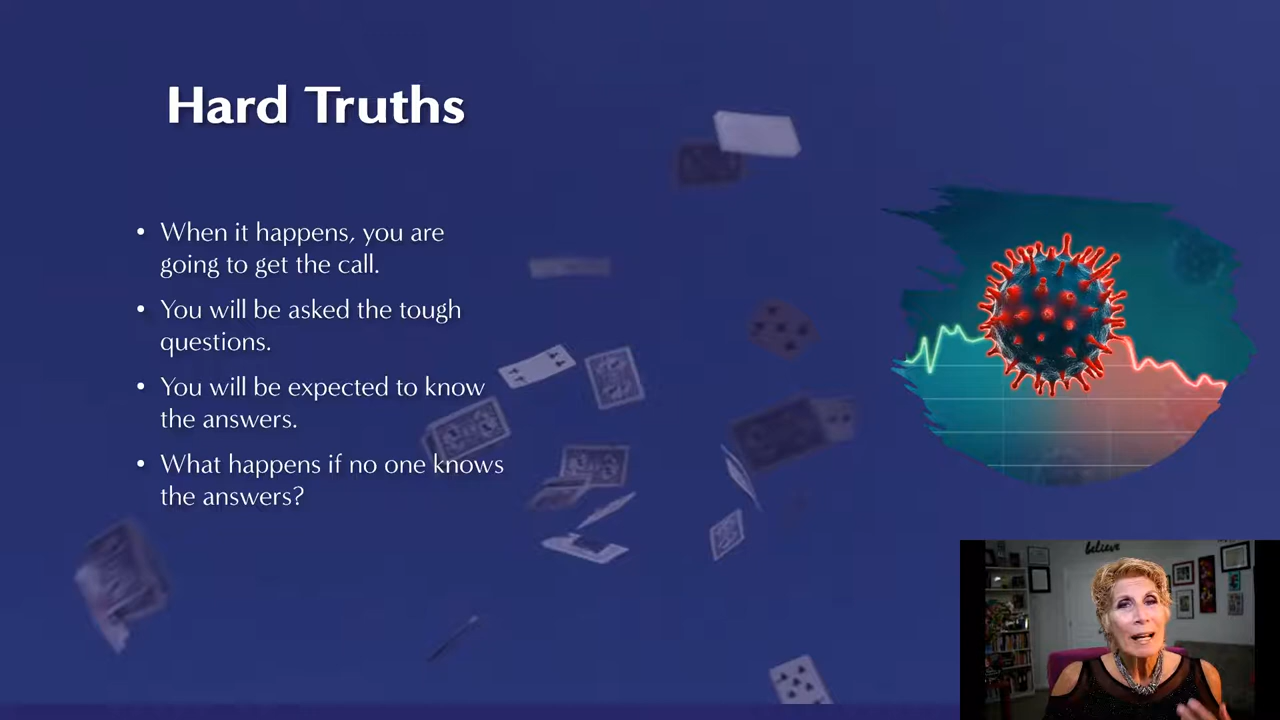 Hard Truths
• When it happens, you are
going to get the call.
• You will be asked the tough
questions.
• You will be expected to know
the answers.
• What happens if no one knows
the answers?
believe